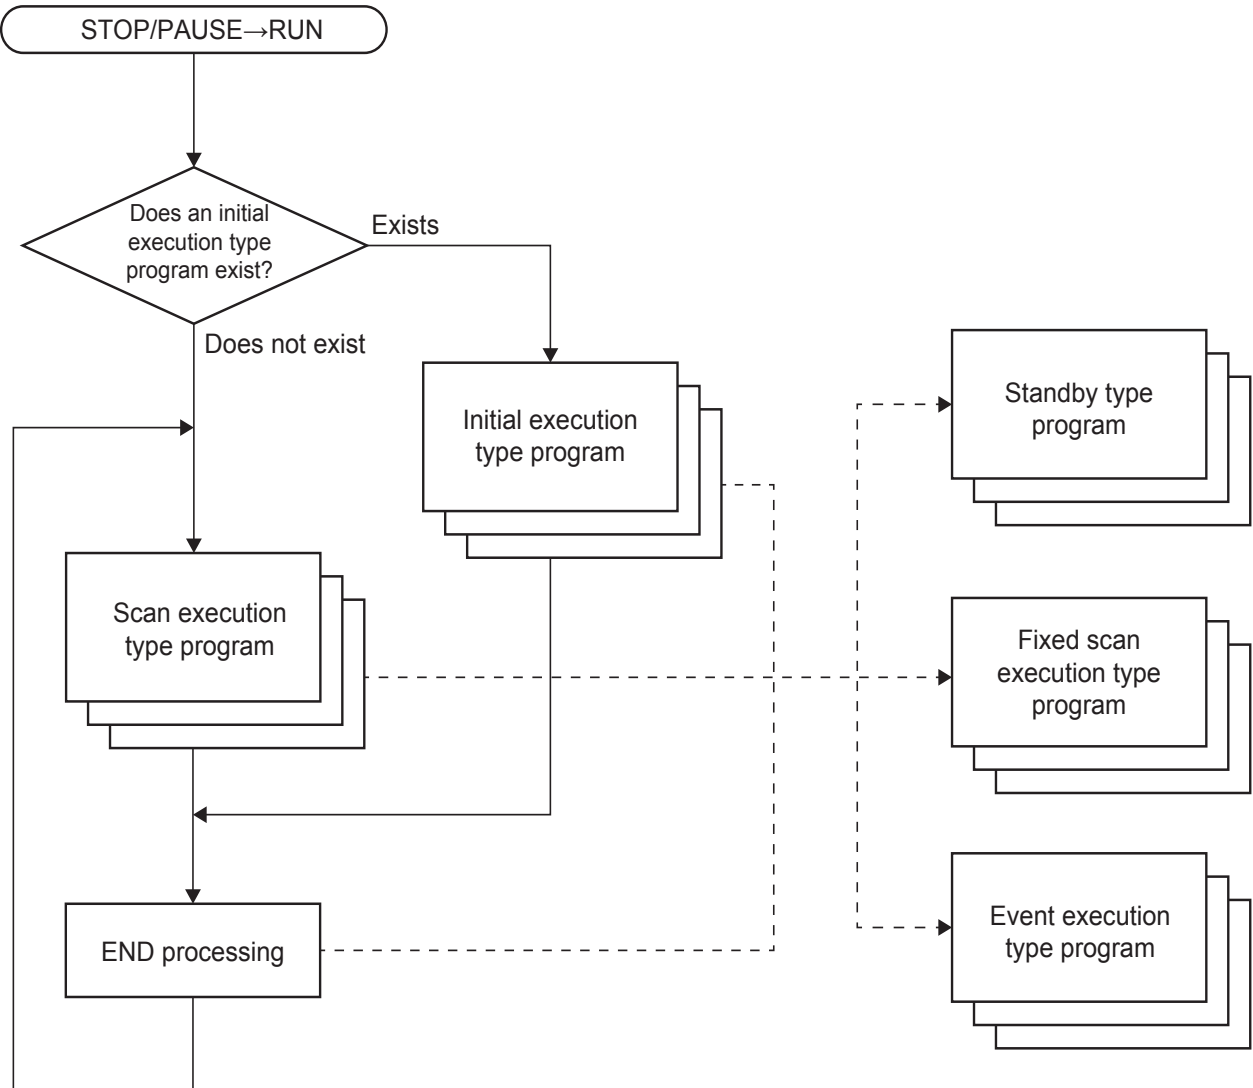 STOP/PAUSE→RUN
Does an initial
execution type
program exist?
Exists
Does not exist
Initial execution
type program
Standby type
program
Scan execution
type program
Fixed scan
execution type
program
Event execution
type program
END processing